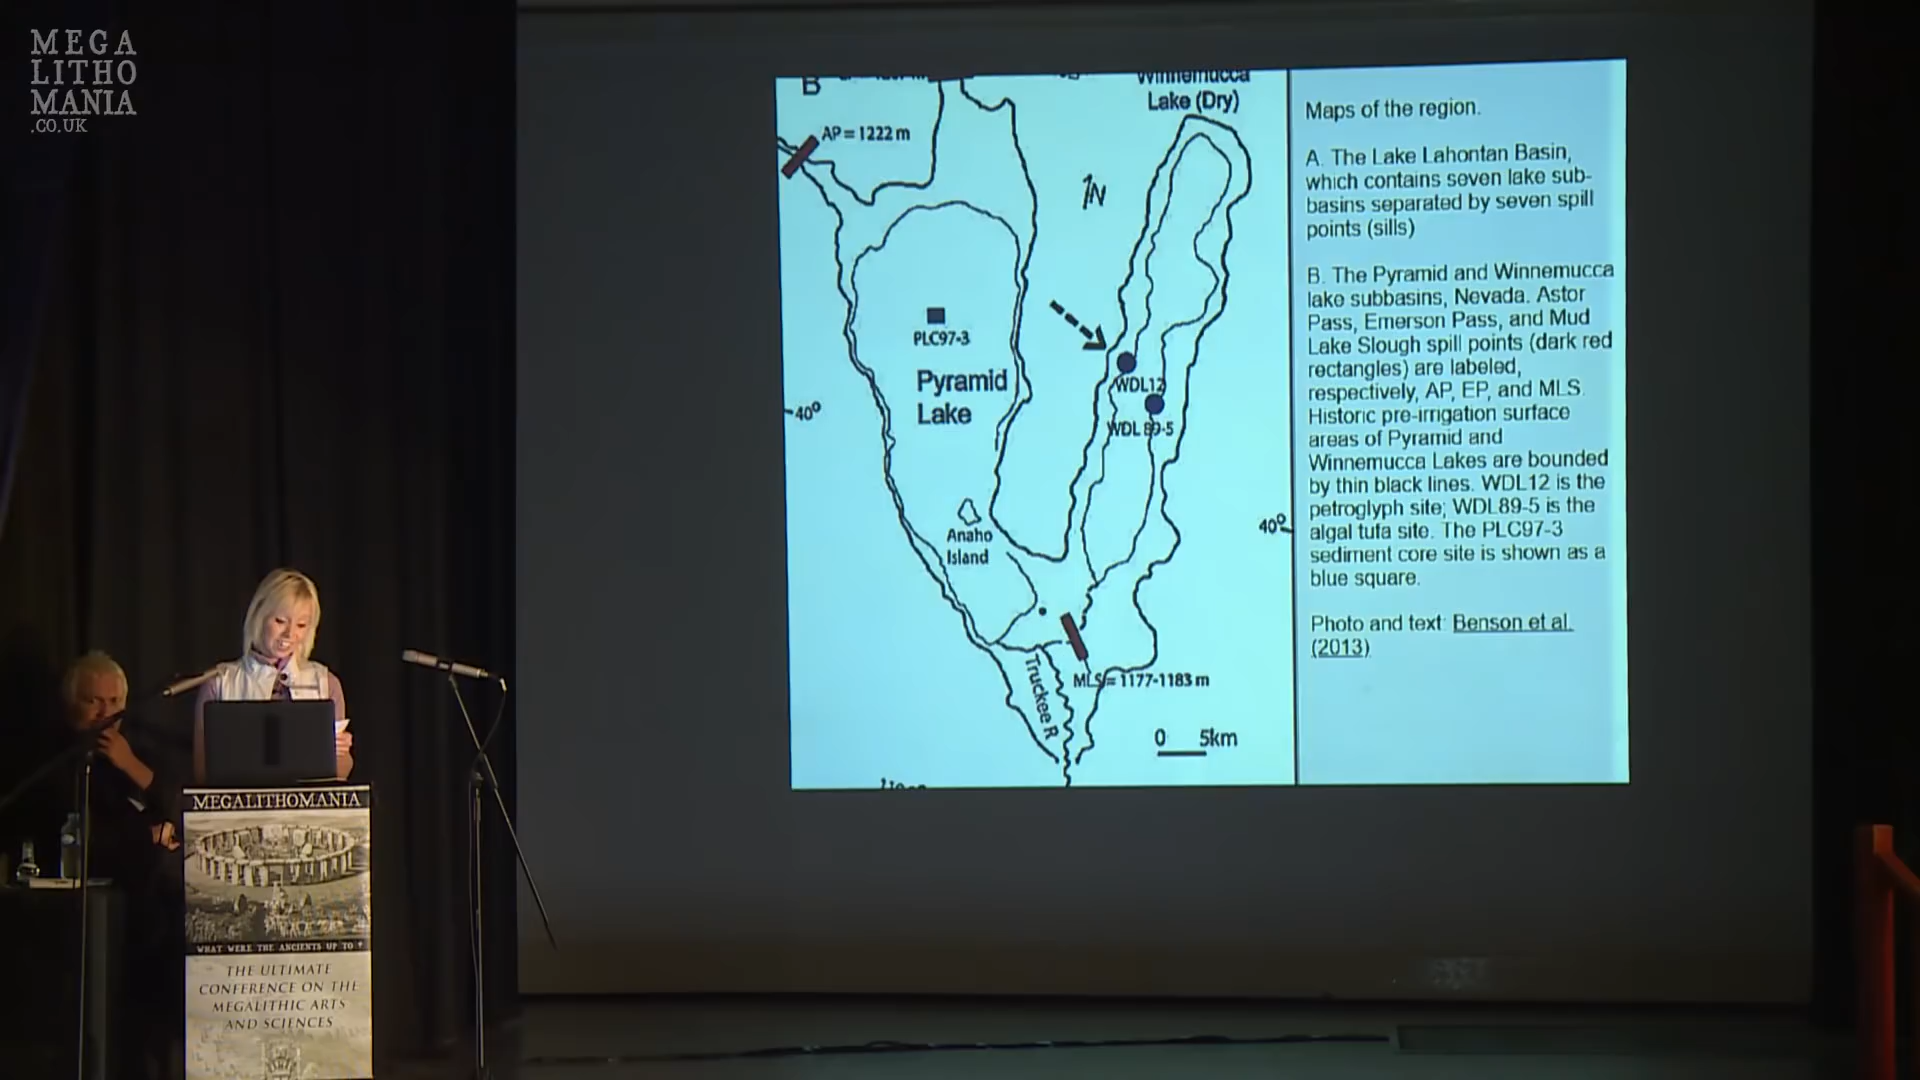 MEGA
LITHO
MANIA
.CO.UK
B
Winnemucca
Lake (Dry)
AP = 1222 m
N
PLC97-3
Pyramid
Lake
40º
WDL12
WDL 89-5
40º
Anaho
Island
Truckee R
MLS = 1177-1183 m
0 5km
Maps of the region.
A. The Lake Lahontan Basin,
which contains seven lake sub-
basins separated by seven spill
points (sills)
B. The Pyramid and Winnemucca
lake subbasins, Nevada. Astor
Pass, Emerson Pass, and Mud
Lake Slough spill points (dark red
rectangles) are labeled,
respectively, AP, EP, and MLS.
Historic pre-irrigation surface
areas of Pyramid and
Winnemucca Lakes are bounded
by thin black lines. WDL12 is the
petroglyph site; WDL89-5 is the
algal tufa site. The PLC97-3
sediment core site is shown as a
blue square.
Photo and text: Benson et al.
(2013)
MEGALITHOMANIA
WHAT WERE THE ANCIENTS UP TO ?
THE ULTIMATE
CONFERENCE ON THE
MEGALITHIC ARTS
AND SCIENCES